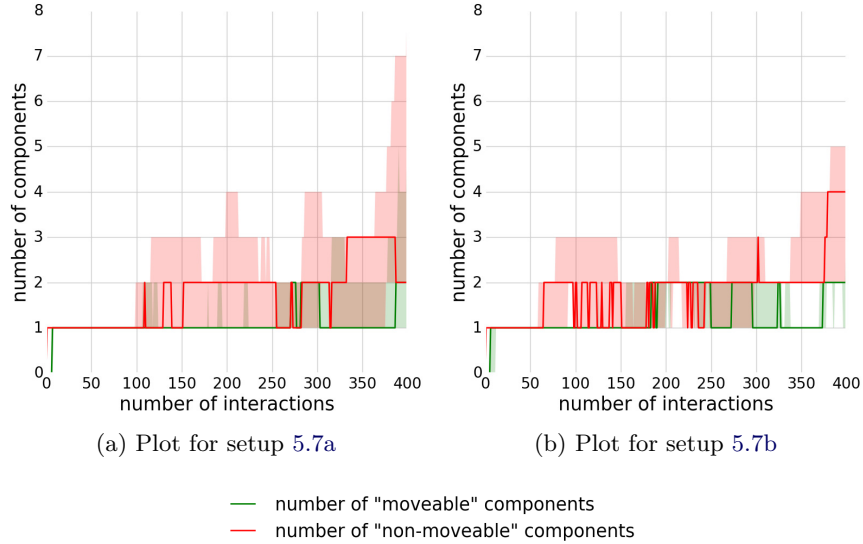 8
7
6
5
4
3
2
1
0
number of components
0 50 100 150 200 250 300 350 400
number of interactions
(a) Plot for setup 5.7a
8
7
6
5
4
3
2
1
0
number of components
0 50 100 150 200 250 300 350 400
number of interactions
(b) Plot for setup 5.7b
number of "moveable" components
number of "non-moveable" components